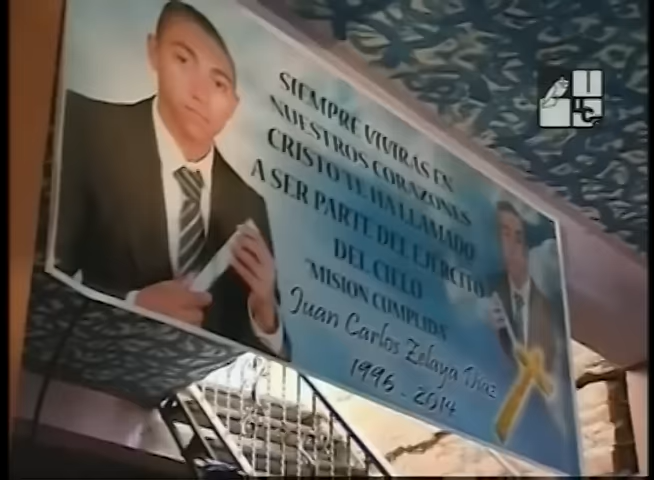 SIEMPRE VIVIRAS EN
NUESTROS CORAZONES
CRISTO TE HA LLAMADO
A SER PARTE DEL EJERCITO
DEL CIELO
"MISION CUMPLIDA"
Juan Carlos Zelaya Diaz
1996 - 2014